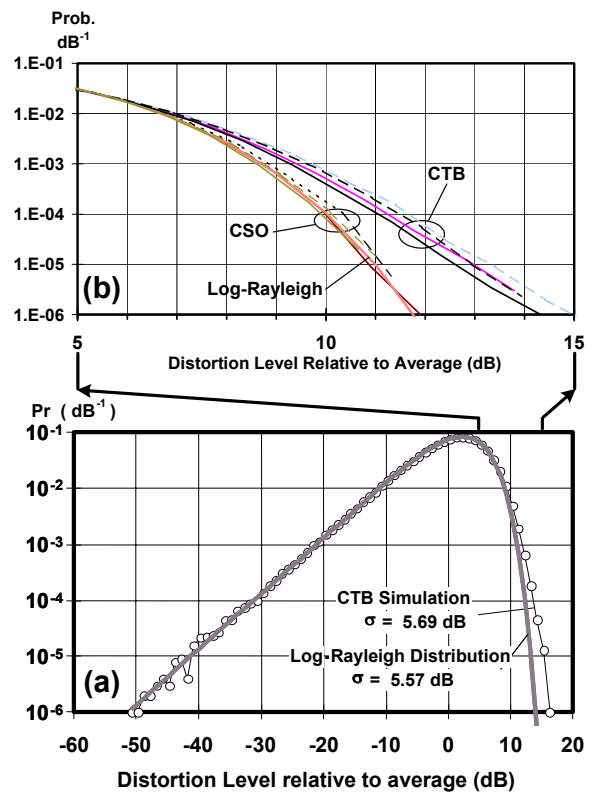 Prob.
dB-1
1.E-01
1.E-02
1.E-03
1.E-04
1.E-05
1.E-06
CTB
CSO
Log-Rayleigh
(b)
5
10
15
Distortion Level Relative to Average (dB)
Pr ( dB-1 )
10-1
10-2
10-3
10-4
10-5
10-6
CTB Simulation
σ = 5.69 dB
Log-Rayleigh Distribution
σ = 5.57 dB
(a)
-60 -50 -40 -30 -20 -10 0 10 20
Distortion Level relative to average (dB)